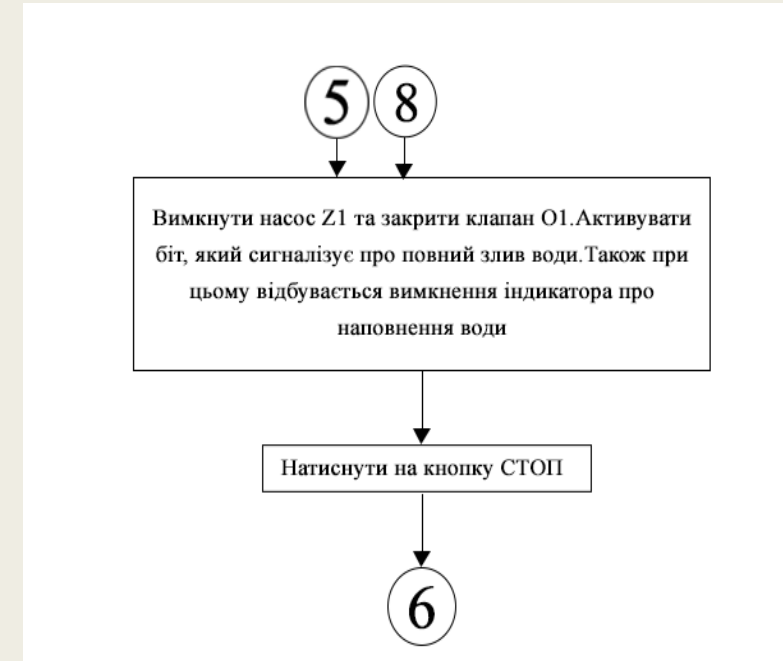 5 8
Вимкнути насос Z1 та закрити клапан О1.Активувати
біт, який сигналізує про повний злив води.Також при
цьому відбувається вимкнення індикатора про
наповнення води
Натиснути на кнопку СТОП
6